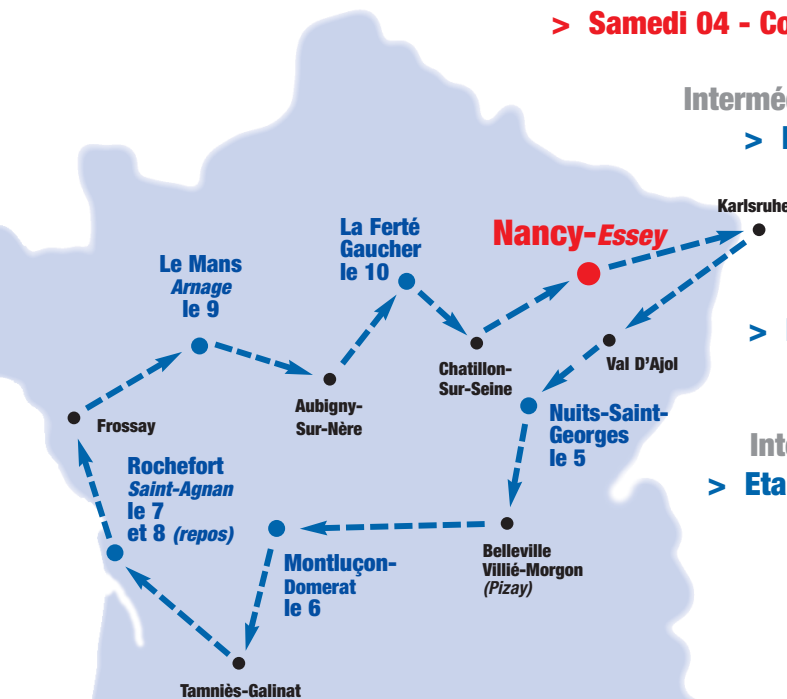 > Samedi 04 - Co
Intermé
>
Karlsruhe
La Ferté
Gaucher
le 10
Nancy-Essey
Le Mans
Arnage
le 9
>
Chatillon-
Sur-Seine
Val D'Ajol
Aubigny-
Sur-Nère
Frossay
Nuits-Saint-
Georges
le 5
Rochefort
Saint-Agnan
le 7
et 8 (repos)
Inte
> Eta
Belleville
Villié-Morgon
(Pizay)
Montluçon-
Domerat
le 6
Tamniès-Galinat